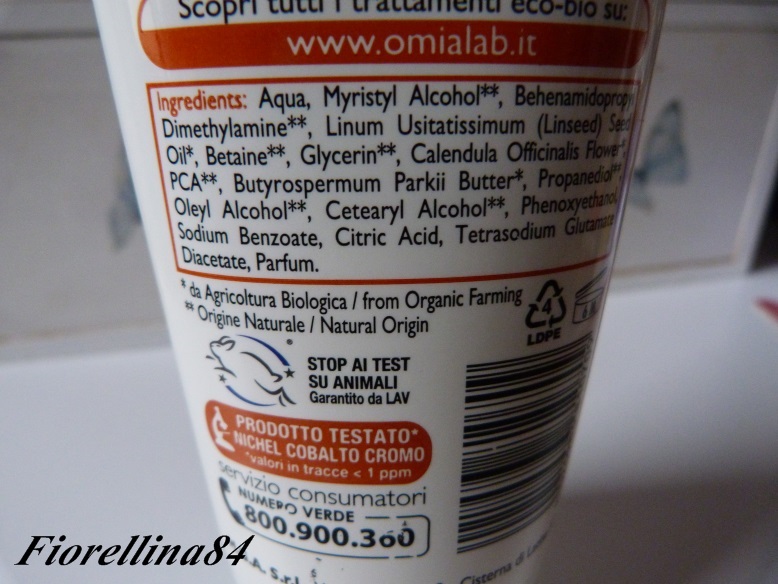 Scopri tutti i trattamenti eco-bio su:
www.omialab.it
Ingredients: Aqua, Myristyl Alcohol**, Behenamidopropyl
Dimethylamine**, Linum Usitatissimum (Linseed) Seed
Oil*, Betaine**, Glycerin**, Calendula Officinalis Flower*,
PCA**, Butyrospermum Parkii Butter*, Propanediol**,
Oleyl Alcohol**, Cetearyl Alcohol**, Phenoxyethanol,
Sodium Benzoate, Citric Acid, Tetrasodium Glutamate
Diacetate, Parfum.
* da Agricoltura Biologica / from Organic Farming
** Origine Naturale / Natural Origin
4
LDPE
6
®
STOP AI TEST
SU ANIMALI
Garantito da LAV
PRODOTTO TESTATO*
NICHEL COBALTO CROMO
*valori in tracce < 1 ppm
servizio consumatori
NUMERO VERDE
800.900.360
S.r.l.
Cisterna di
Fiorellina84